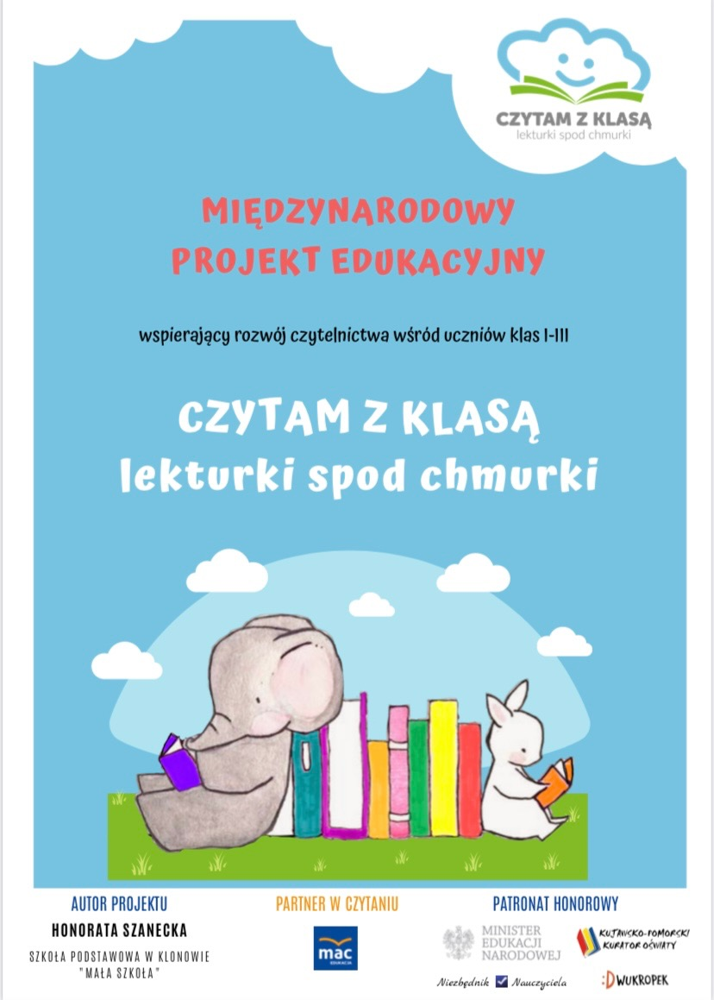 CZYTAM Z KLASĄ
lekturki spod chmurki
MIĘDZYNARODOWY
PROJEKT EDUKACYJNY
wspierający rozwój czytelnictwa wśród uczniów klas I-III
CZYTAM Z KLASĄ
lekturki spod chmurki
AUTOR PROJEKTU
HONORATA SZANECKA
SZKOŁA PODSTAWOWA W KLONOWIE
"MAŁA SZKOŁA"
PARTNER W CZYTANIU
mac
EDUKACJA
PATRONAT HONOROWY
MINISTER
EDUKACJI
NARODOWEJ
KUJAWSKO-POMORSKI
KURATOR OŚWIATY
Niezbędnik Nauczyciela
:DWUKROPEK